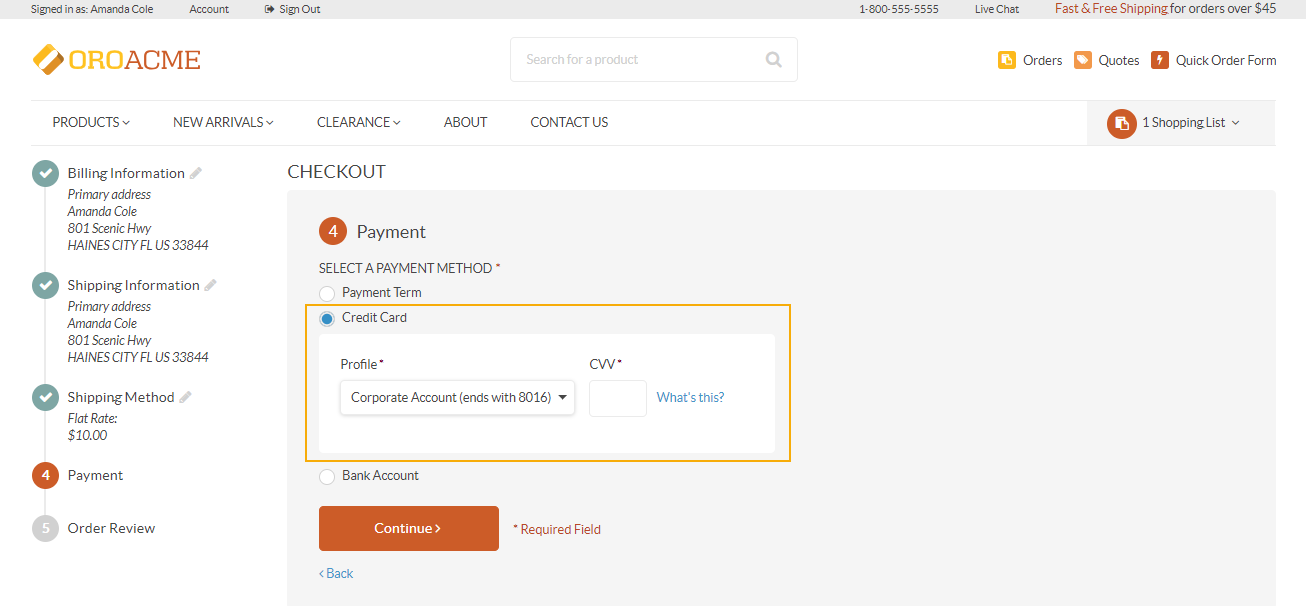 Signed in as: Amanda Cole Account Sign Out 1-800-555-5555 Live Chat Fast & Free Shipping for orders over $45
OROACME Search for a product Orders Quotes Quick Order Form
PRODUCTS NEW ARRIVALS CLEARANCE ABOUT CONTACT US 1 Shopping List
Billing Information
Primary address
Amanda Cole
801 Scenic Hwy
HAINES CITY FL US 33844
Shipping Information
Primary address
Amanda Cole
801 Scenic Hwy
HAINES CITY FL US 33844
Shipping Method
Flat Rate:
$10.00
4 Payment
5 Order Review
CHECKOUT
4 Payment
SELECT A PAYMENT METHOD *
Payment Term
Credit Card
Profile * CVV *
Corporate Account (ends with 8016) What's this?
Bank Account
Continue > * Required Field
< Back